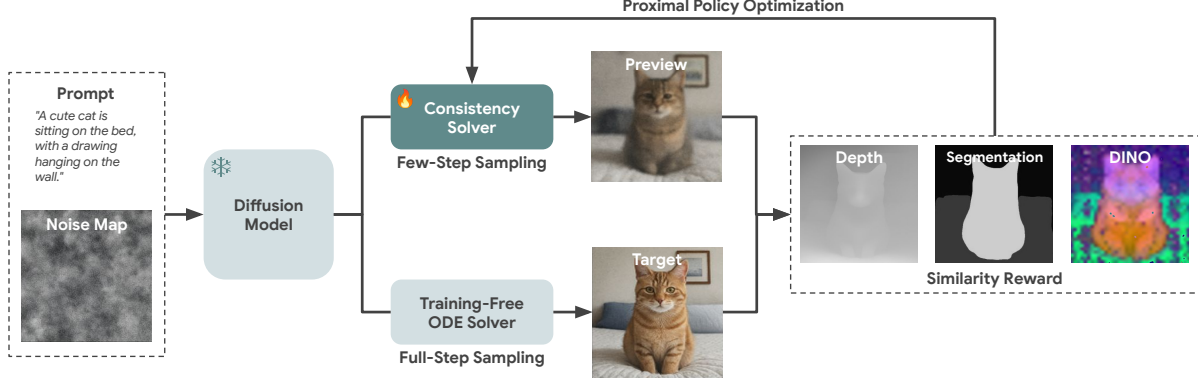 Proximal Policy Optimization
Prompt
"A cute cat is
sitting on the bed,
with a drawing
hanging on the
wall."
Noise Map
Diffusion
Model
Consistency
Solver
Few-Step Sampling
Preview
Training-Free
ODE Solver
Full-Step Sampling
Target
Depth
Segmentation
DINO
Similarity Reward